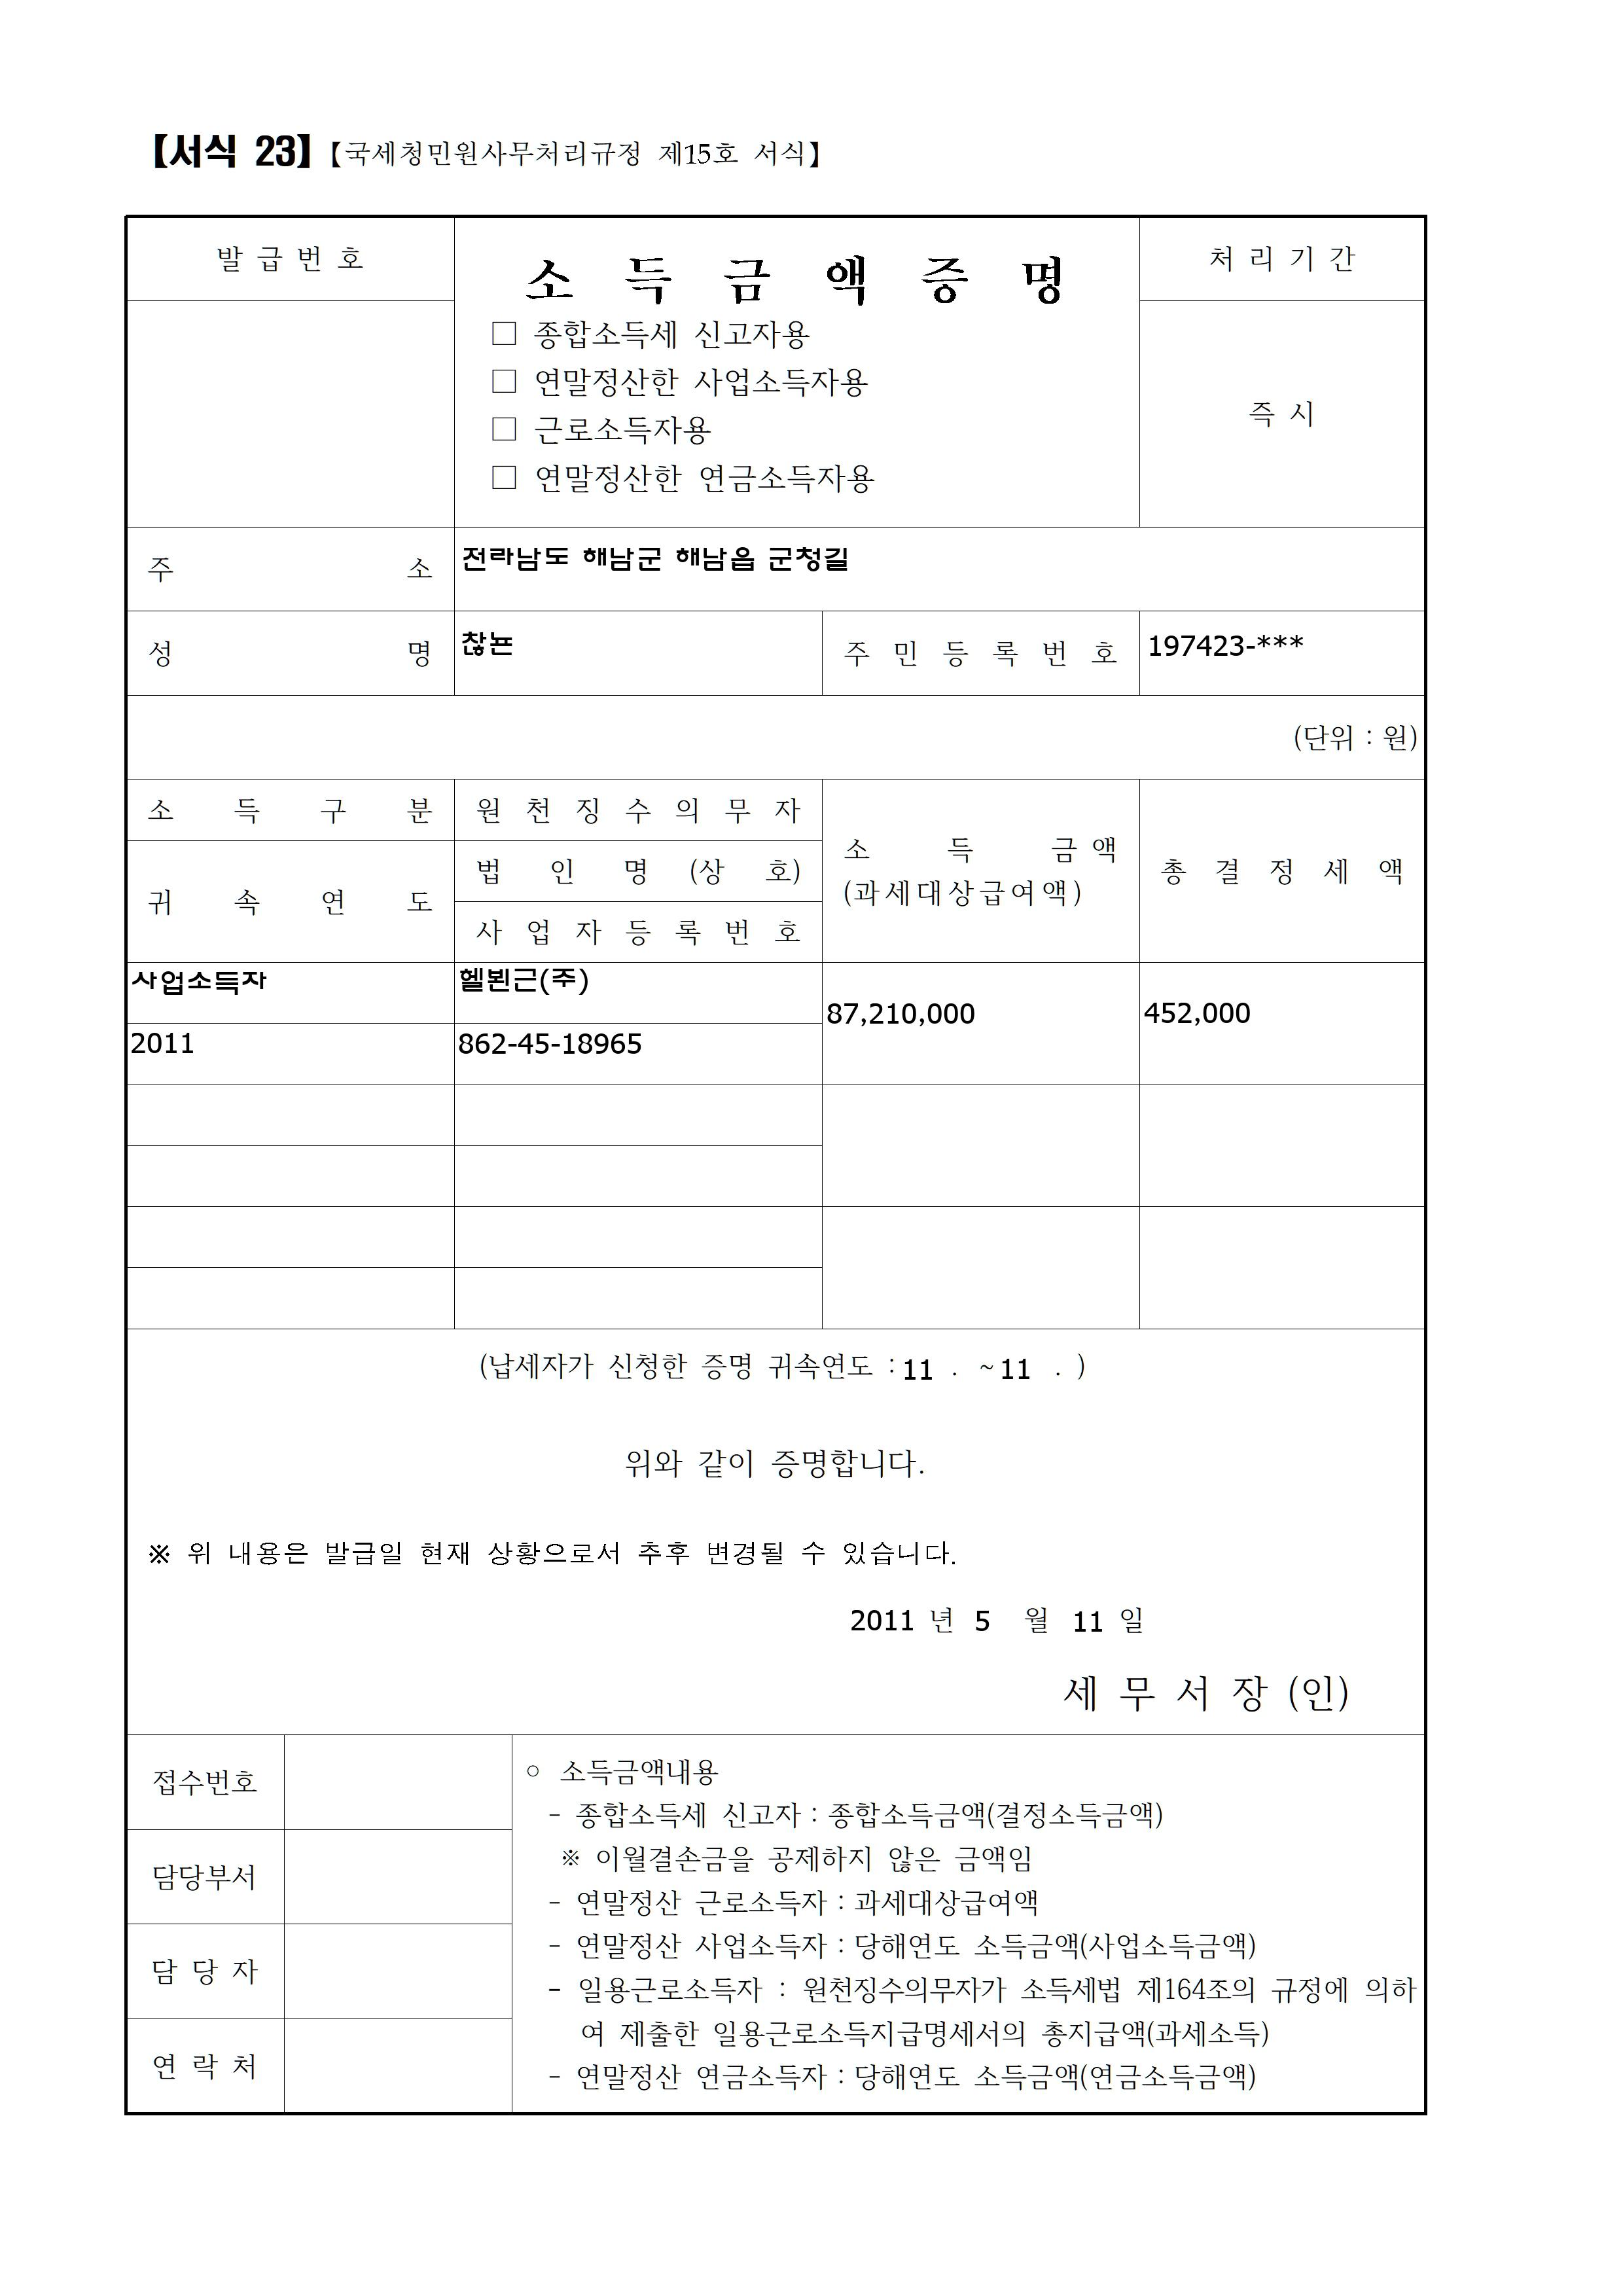 【서식 23】【국세청민원사무처리규정 제15호 서식】
발 급 번 호
소 득 금 액 증 명
처 리 기 간
□ 종합소득세 신고자용
□ 연말정산한 사업소득자용
□ 근로소득자용
□ 연말정산한 연금소득자용
즉 시
주 소 전라남도 해남군 해남읍 군청길
성 명 찮뇬 주 민 등 록 번 호 197423-***
(단위 : 원)
소 득 구 분 원 천 징 수 의 무 자
귀 속 연 도 법 인 명 (상 호)
사 업 자 등 록 번 호
소 득 금 액
(과세대상급여액)
총 결 정 세 액
사업소득자 헬뵌근(주) 87,210,000 452,000
2011 862-45-18965
(납세자가 신청한 증명 귀속연도 : 11 . ~ 11 . )
위와 같이 증명합니다.
※ 위 내용은 발급일 현재 상황으로서 추후 변경될 수 있습니다.
2011 년 5 월 11 일
세 무 서 장 (인)
접수번호
담당부서
담 당 자
연 락 처
○ 소득금액내용
- 종합소득세 신고자 : 종합소득금액(결정소득금액)
※ 이월결손금을 공제하지 않은 금액임
- 연말정산 근로소득자 : 과세대상급여액
- 연말정산 사업소득자 : 당해연도 소득금액(사업소득금액)
- 일용근로소득자 : 원천징수의무자가 소득세법 제164조의 규정에 의하
여 제출한 일용근로소득지급명세서의 총지급액(과세소득)
- 연말정산 연금소득자 : 당해연도 소득금액(연금소득금액)